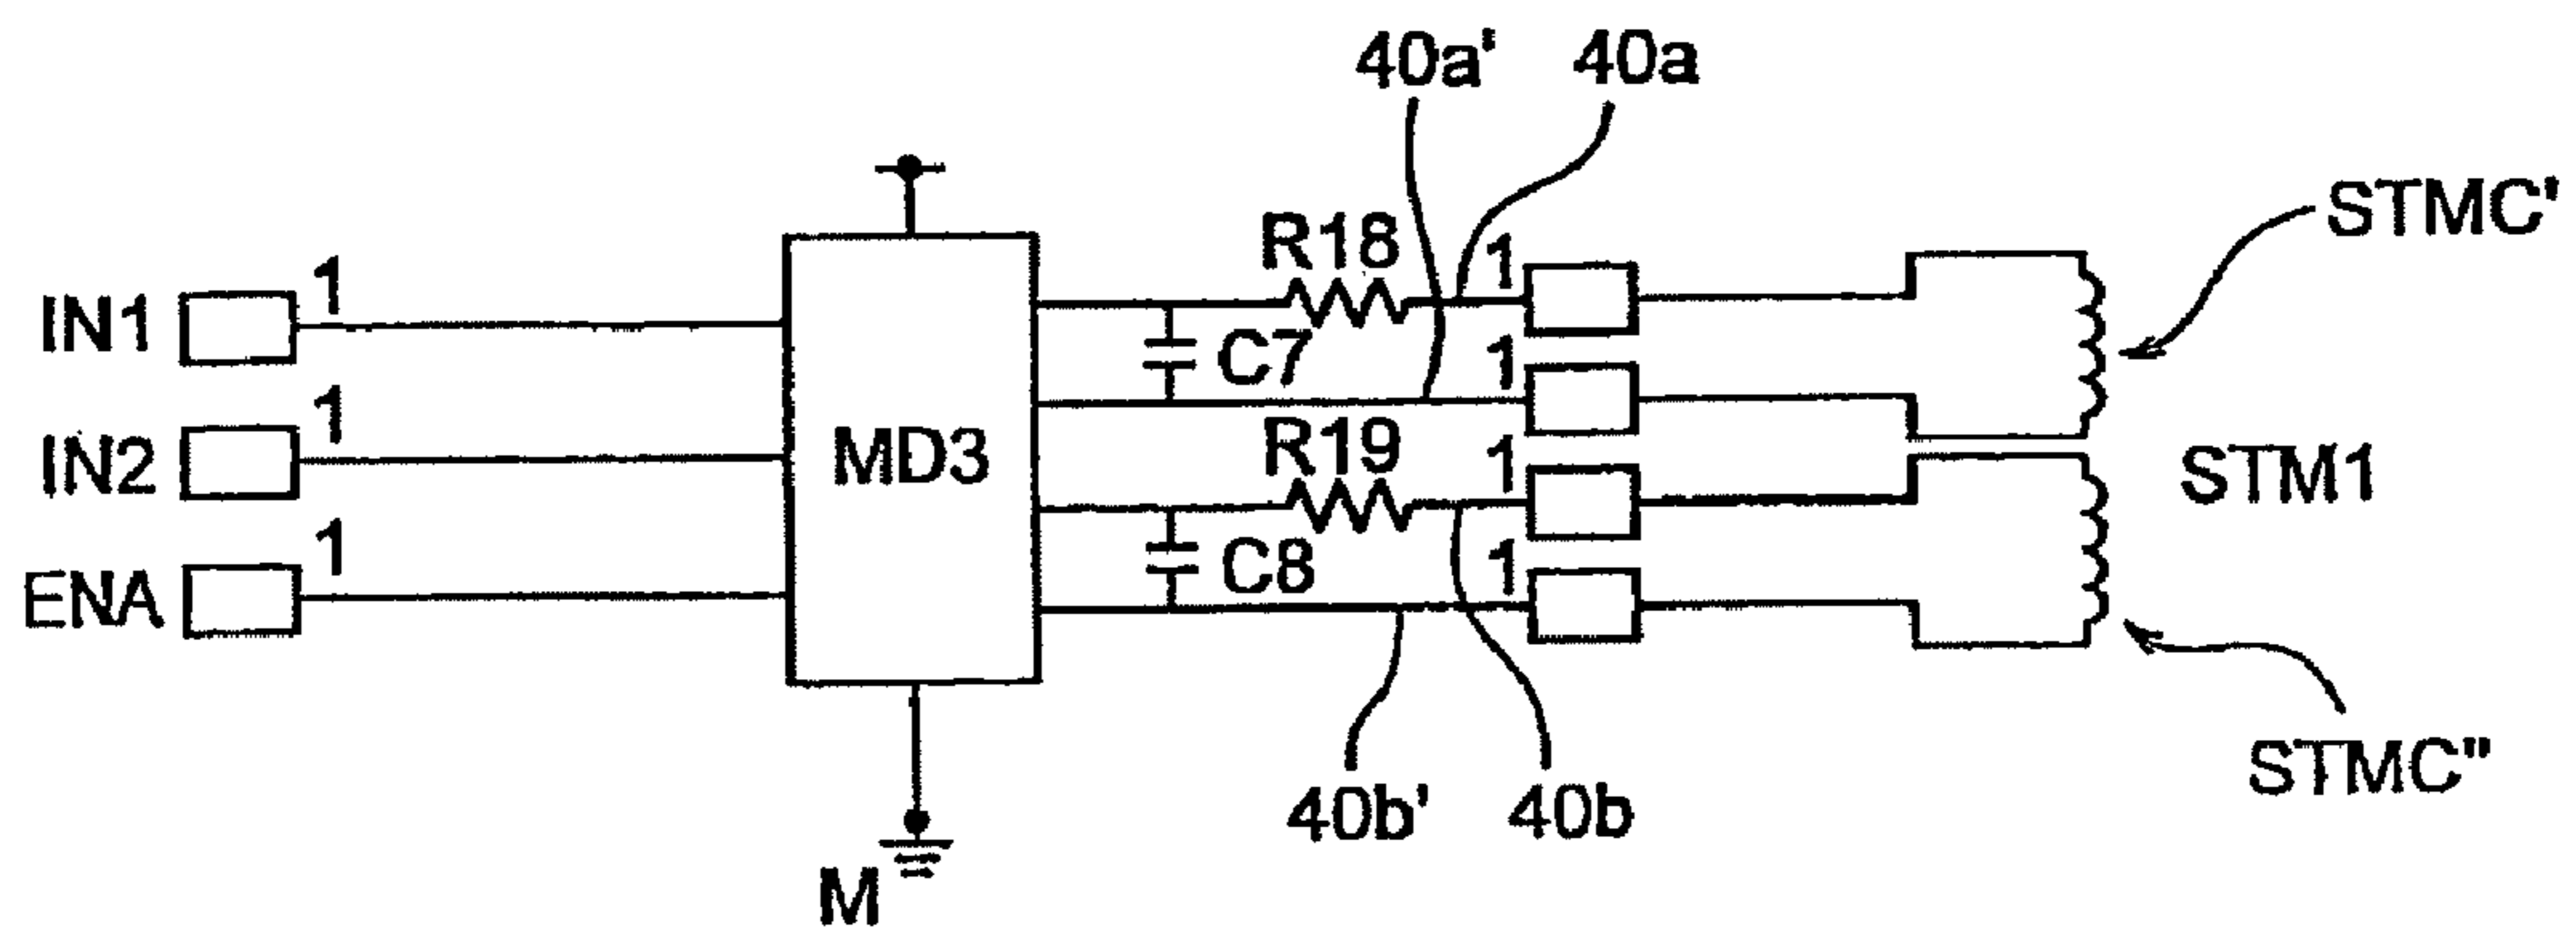 40a' 40a
STMC'
R18 1
IN1 1
C7 1
IN2 1
MD3
R19 1
STM1
ENA 1
C8 1
STMC"
40b' 40b
M